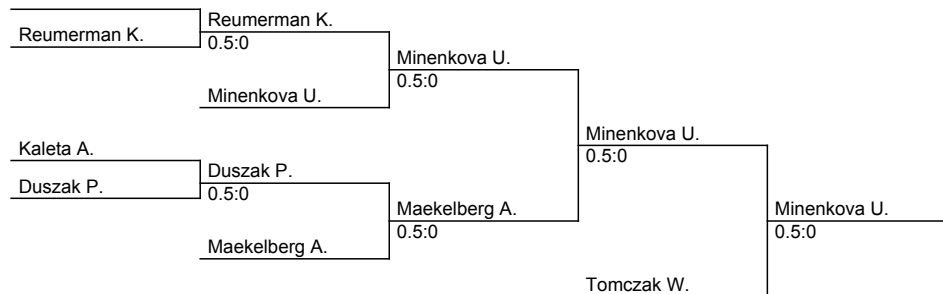 Reumerman K.
Reumerman K.
0.5:0
Minenkova U.
Minenkova U.
0.5:0
Kaleta A.
Duszak P.
Duszak P.
0.5:0
Maekelberg A.
Maekelberg A.
0.5:0
Minenkova U.
0.5:0
Tomczak W.
Minenkova U.
0.5:0